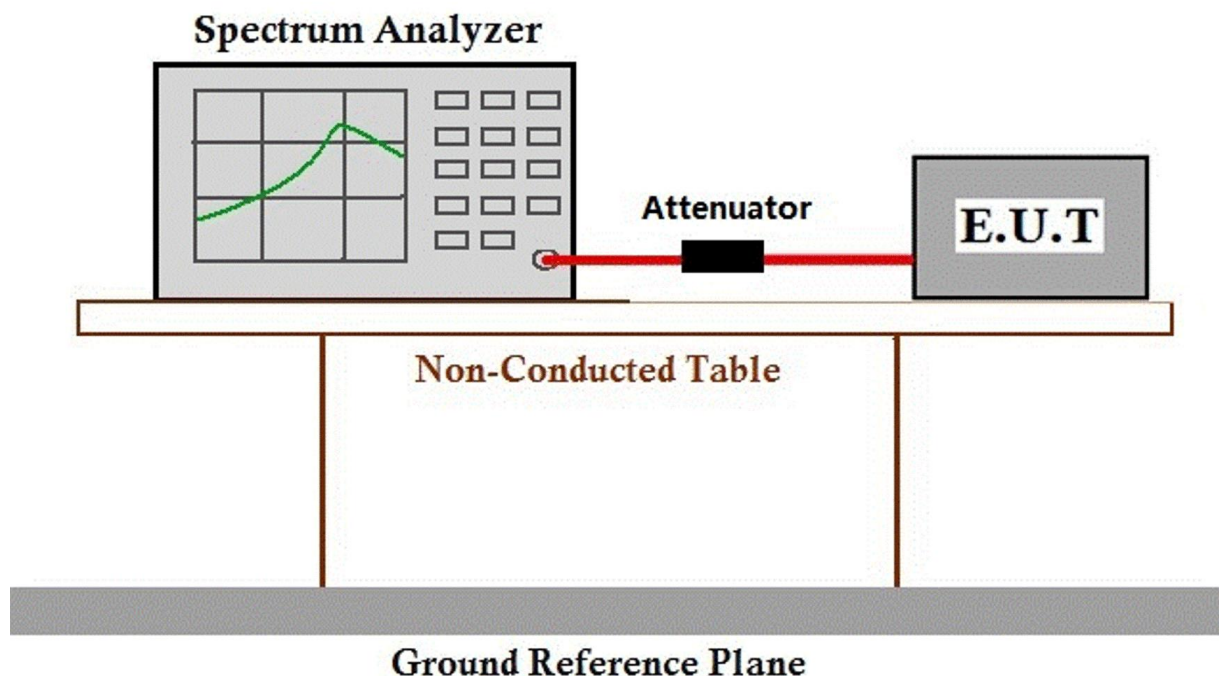 Spectrum Analyzer
Attenuator
E.U.T
Non-Conducted Table
Ground Reference Plane